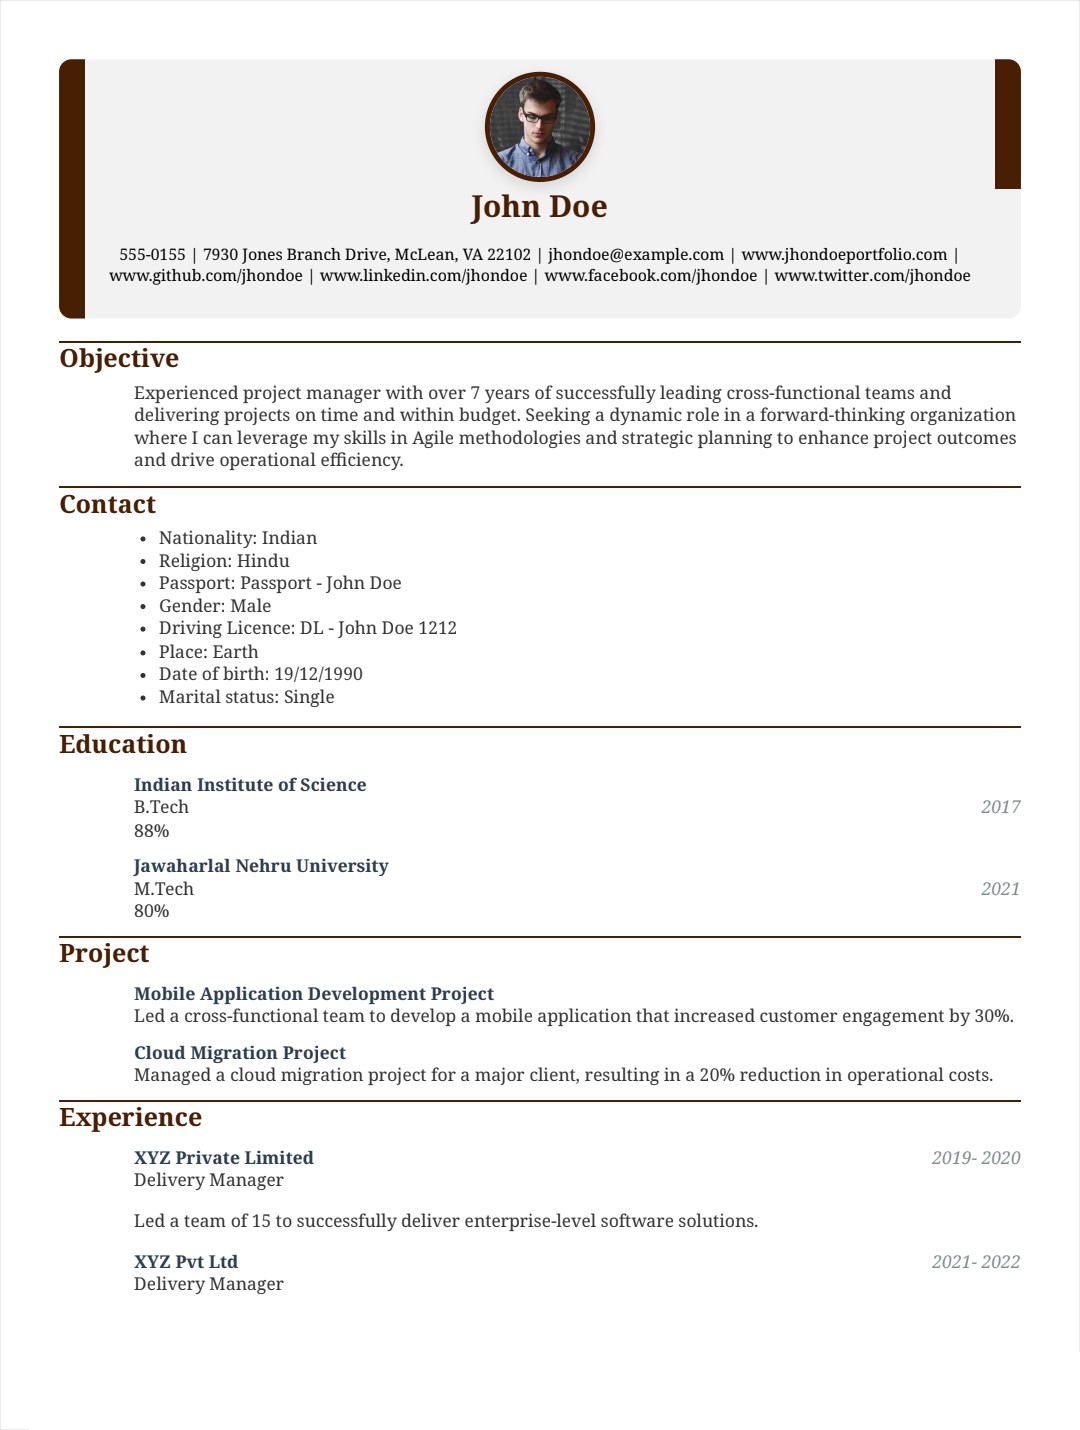 John Doe
555-0155 | 7930 Jones Branch Drive, McLean, VA 22102 | jhondoe@example.com | www.jhondoeportfolio.com |
www.github.com/jhondoe | www.linkedin.com/jhondoe | www.facebook.com/jhondoe | www.twitter.com/jhondoe
Objective
Experienced project manager with over 7 years of successfully leading cross-functional teams and
delivering projects on time and within budget. Seeking a dynamic role in a forward-thinking organization
where I can leverage my skills in Agile methodologies and strategic planning to enhance project outcomes
and drive operational efficiency.
Contact
• Nationality: Indian
• Religion: Hindu
• Passport: Passport - John Doe
• Gender: Male
• Driving Licence: DL - John Doe 1212
• Place: Earth
• Date of birth: 19/12/1990
• Marital status: Single
Education
Indian Institute of Science
B.Tech 2017
88%
Jawaharlal Nehru University
M.Tech 2021
80%
Project
Mobile Application Development Project
Led a cross-functional team to develop a mobile application that increased customer engagement by 30%.
Cloud Migration Project
Managed a cloud migration project for a major client, resulting in a 20% reduction in operational costs.
Experience
XYZ Private Limited 2019- 2020
Delivery Manager
Led a team of 15 to successfully deliver enterprise-level software solutions.
XYZ Pvt Ltd 2021- 2022
Delivery Manager